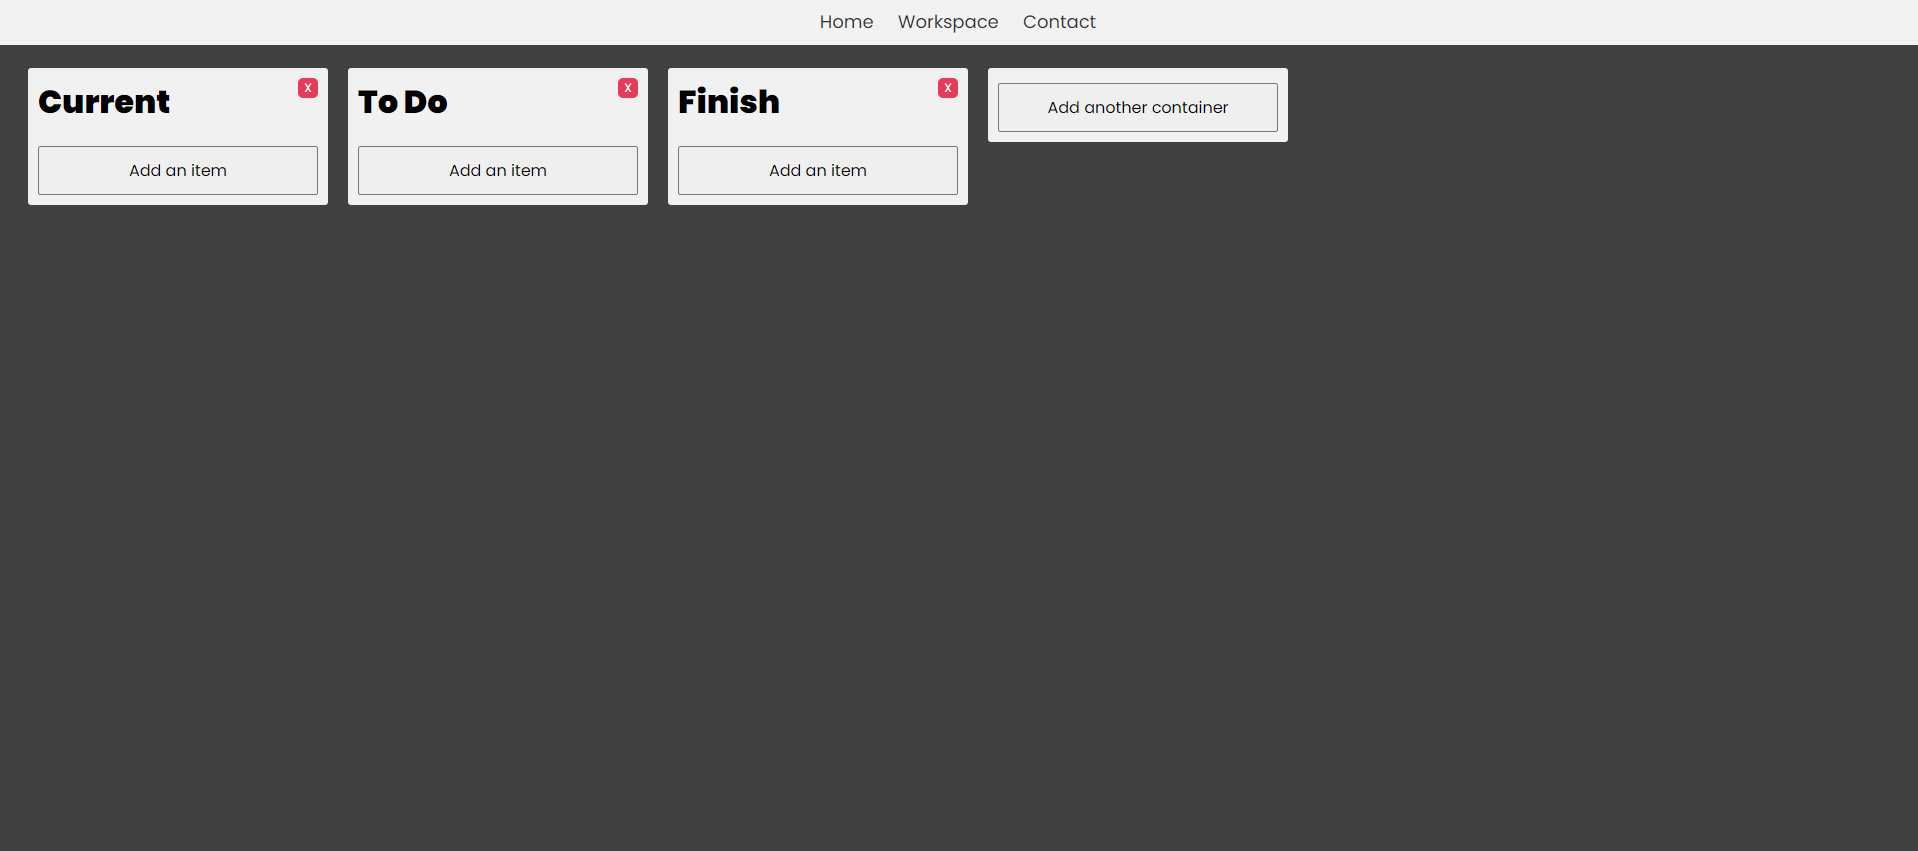 Home Workspace Contact
Current X
To Do X
Finish X
Add another container
Add an item
Add an item
Add an item